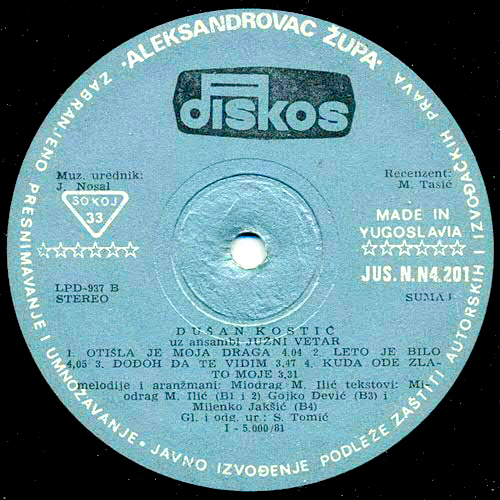 ·ALEKSANDROVAC ŽUPA·
ZABRANJENO PRESNIMAVANJE I UMNOŽAVANJE • JAVNO IZVOĐENJE PODLEŽE ZAŠTITI AUTORSKIH I IZVOĐAČKIH PRAVA
diskos
Muz. urednik:
J. Nosal
Recenzent:
M. Tasić
SOKOJ
33
MADE IN
YUGOSLAVIA
JUS.N.N4.201
LPD-937 B
STEREO
SUMAJ
DUŠAN KOSTIĆ
uz ansambl JUŽNI VETAR
1. OTIŠLA JE MOJA DRAGA 4,04 2. LETO JE BILO
4,05 3. DODOH DA TE VIDIM 3,47 4. KUDA ODE ZLA-
TO MOJE 3,31
melodije i aranžmani: Miodrag M. Ilić tekstovi: Mi-
odrag M. Ilić (B1 i 2) Gojko Dević (B3) i
Milenko Jakšić (B4)
Gl. i odg. ur.: S. Tomić
I - 5.000/81